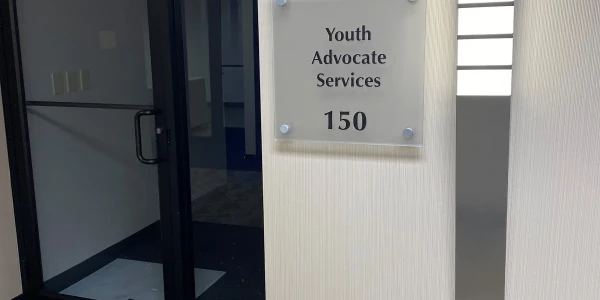 Youth
Advocate
Services
150